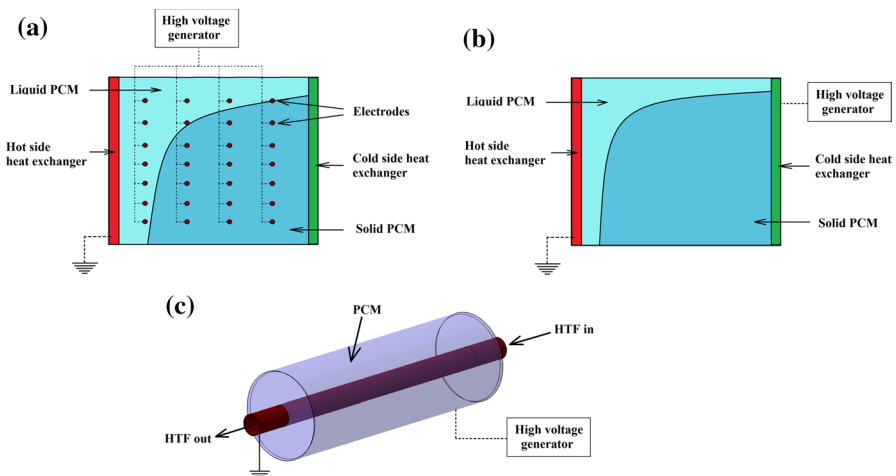 (a)
High voltage
generator
Liquid PCM
Electrodes
Hot side
heat exchanger
Cold side heat
exchanger
Solid PCM
(b)
Liquid PCM
High voltage
generator
Hot side
heat exchanger
Cold side heat
exchanger
Solid PCM
(c)
PCM
HTF in
HTF out
High voltage
generator